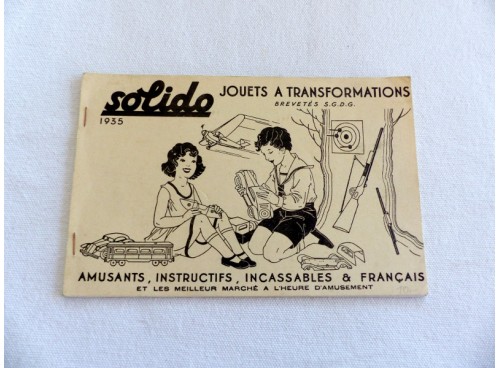 solido
JOUETS A TRANSFORMATIONS
BREVETÉS S.G.D.G.
1935
AMUSANTS, INSTRUCTIFS, INCASSABLES & FRANÇAIS
ET LES MEILLEUR MARCHÉ A L'HEURE D'AMUSEMENT